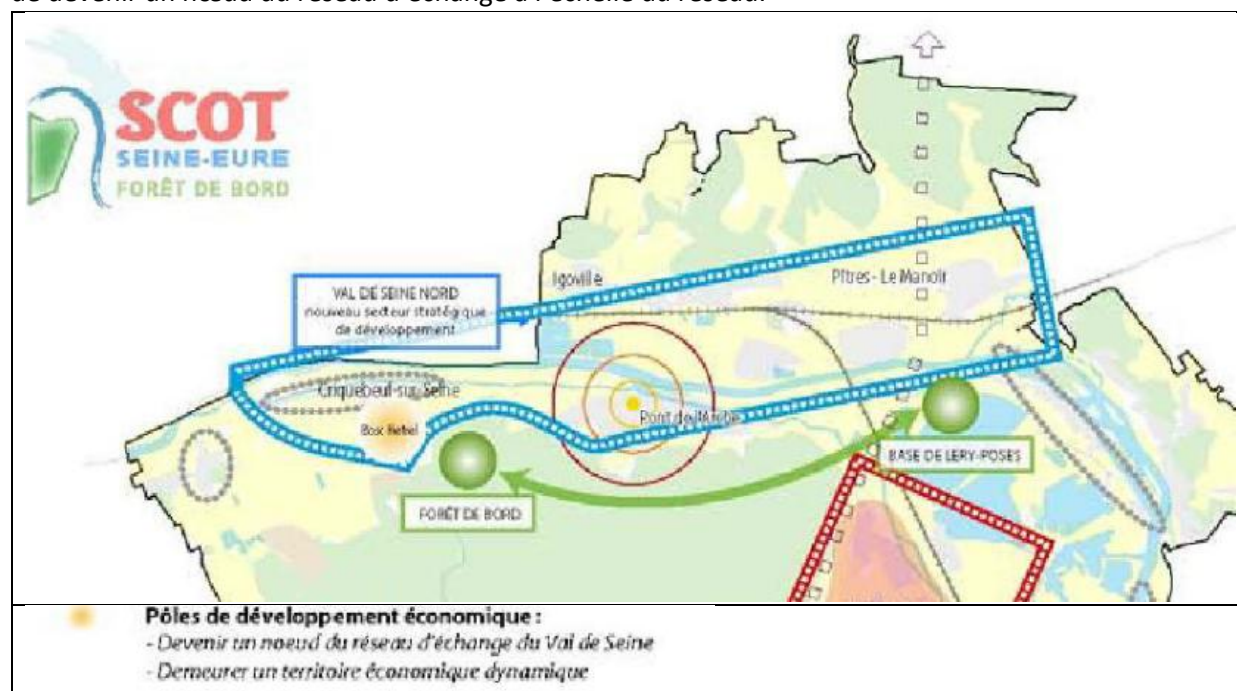 de devenir un nœud du réseau d'échange à l'échelle du réseau.
SCOT
SEINE-EURE
FORÊT DE BORD
VAL DE SEINE NORD
nouveau secteur stratégique
de développement
Igoville
Pîtres - Le Manoir
Criquebeuf-sur-Seine
Box Hetel
Pont de l'Arche
BASE DE LERY-POSES
FORÊT DE BORD
Pôles de développement économique :
- Devenir un noeud du réseau d'échange du Val de Seine
- Demeurer un territoire économique dynamique